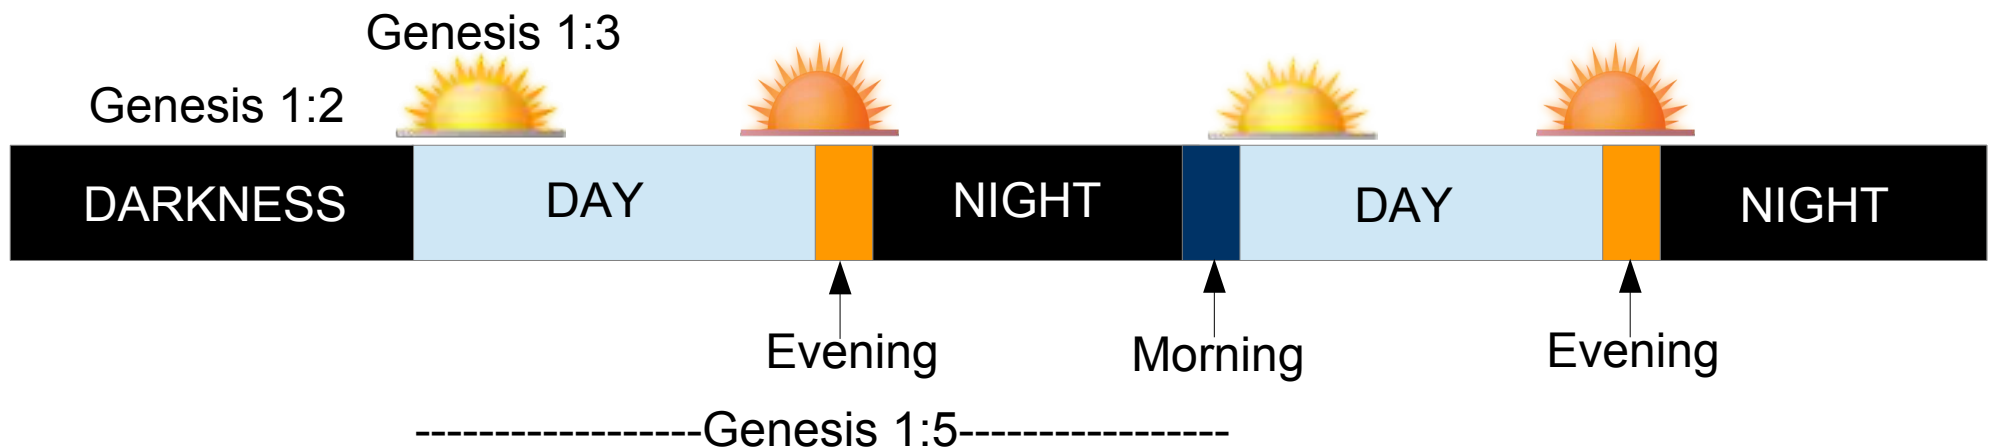 Genesis 1:3
Genesis 1:2
DARKNESS DAY NIGHT DAY NIGHT
Evening Morning Evening
-----------------Genesis 1:5-----------------